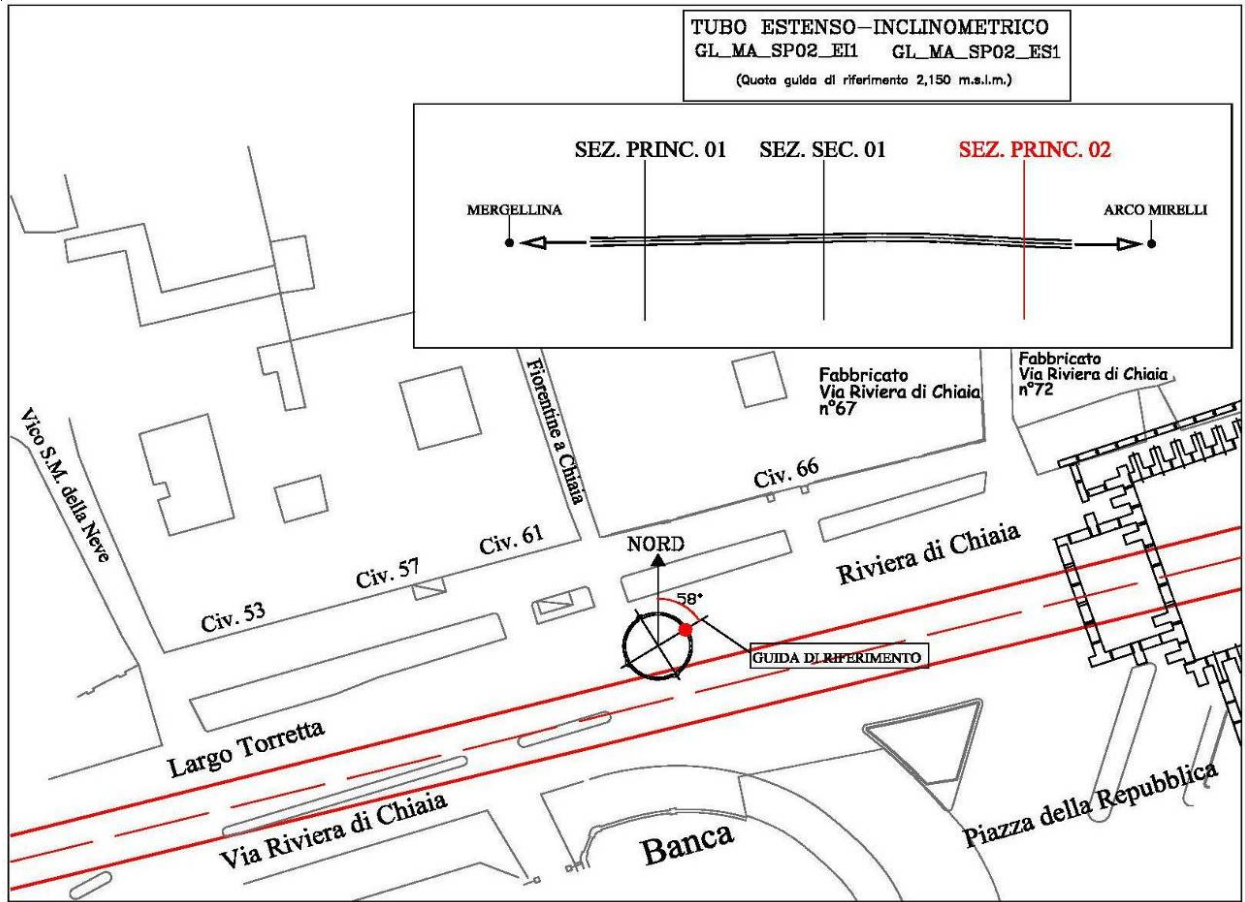 TUBO ESTENSO-INCLINOMETRICO
GL_MA_SP02_EI1 GL_MA_SP02_ES1
(Quota guida di riferimento 2,150 m.s.l.m.)
SEZ. PRINC. 01 SEZ. SEC. 01 SEZ. PRINC. 02
MERGELLINA
ARCO MIRELLI
Fabbricato
Via Riviera di Chiaia
n°67
Fabbricato
Via Riviera di Chiaia
n°72
Fiorentine a Chiaia
Vico S.M. della Neve
Civ. 66
Civ. 61
Civ. 57
Civ. 53
NORD
58°
Riviera di Chiaia
GUIDA DI RIFERIMENTO
Largo Torretta
Via Riviera di Chiaia
Banca
Piazza della Repubblica